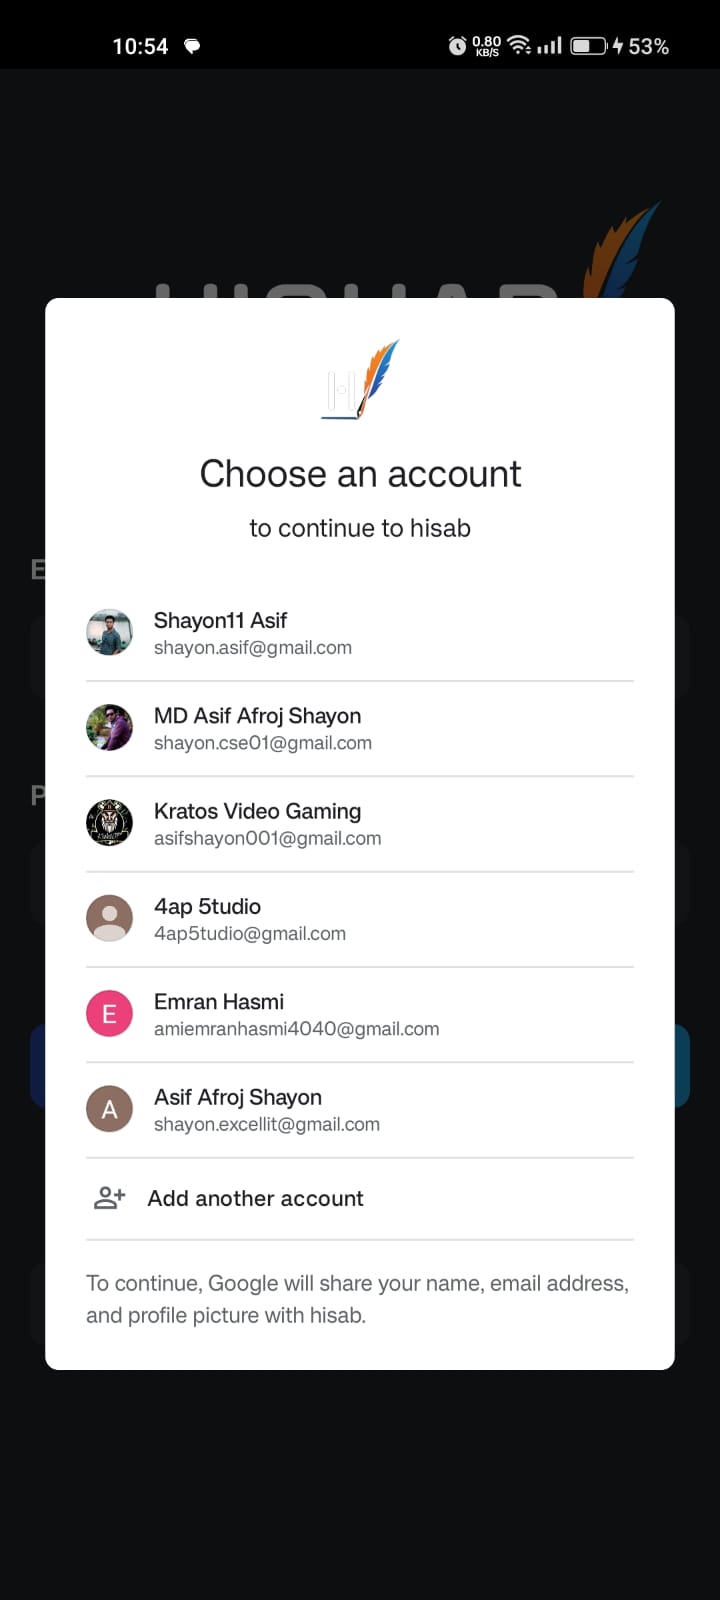 10:54
0.80
KB/S
53%
Choose an account
to continue to hisab
E
Shayon11 Asif
shayon.asif@gmail.com
MD Asif Afroj Shayon
shayon.cse01@gmail.com
P
Kratos Video Gaming
asifshayon001@gmail.com
4ap 5tudio
4ap5tudio@gmail.com
E
Emran Hasmi
amiemranhasmi4040@gmail.com
A
Asif Afroj Shayon
shayon.excellit@gmail.com
Add another account
To continue, Google will share your name, email address,
and profile picture with hisab.